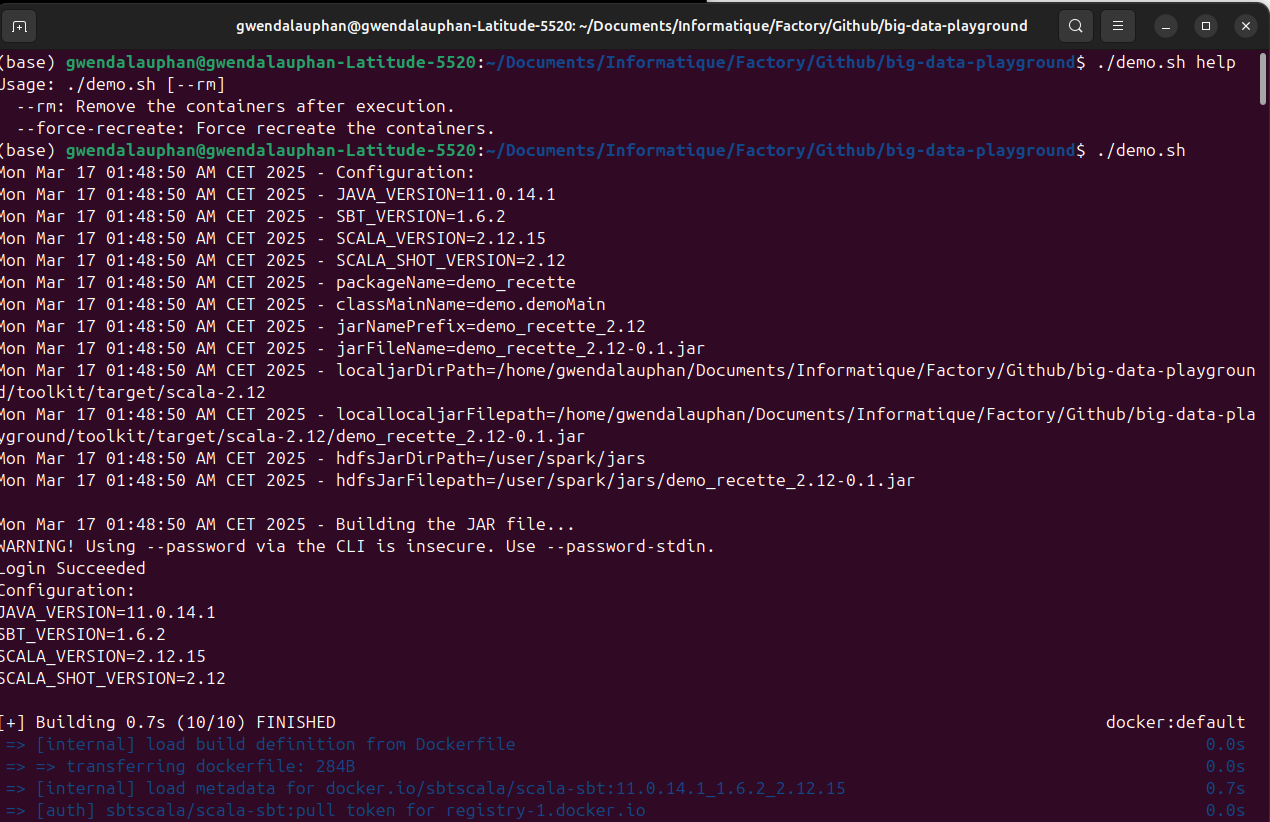 gwendalauphan@gwendalauphan-Latitude-5520: ~/Documents/Informatique/Factory/Github/big-data-playground
(base) gwendalauphan@gwendalauphan-Latitude-5520:~/Documents/Informatique/Factory/Github/big-data-playground$ ./demo.sh help
Usage: ./demo.sh [--rm]
  --rm: Remove the containers after execution.
  --force-recreate: Force recreate the containers.
(base) gwendalauphan@gwendalauphan-Latitude-5520:~/Documents/Informatique/Factory/Github/big-data-playground$ ./demo.sh
Mon Mar 17 01:48:50 AM CET 2025 - Configuration:
Mon Mar 17 01:48:50 AM CET 2025 - JAVA_VERSION=11.0.14.1
Mon Mar 17 01:48:50 AM CET 2025 - SBT_VERSION=1.6.2
Mon Mar 17 01:48:50 AM CET 2025 - SCALA_VERSION=2.12.15
Mon Mar 17 01:48:50 AM CET 2025 - SCALA_SHOT_VERSION=2.12
Mon Mar 17 01:48:50 AM CET 2025 - packageName=demo_recette
Mon Mar 17 01:48:50 AM CET 2025 - classMainName=demo.demoMain
Mon Mar 17 01:48:50 AM CET 2025 - jarNamePrefix=demo_recette_2.12
Mon Mar 17 01:48:50 AM CET 2025 - jarFileName=demo_recette_2.12-0.1.jar
Mon Mar 17 01:48:50 AM CET 2025 - localjarDirPath=/home/gwendalauphan/Documents/Informatique/Factory/Github/big-data-playgroun
d/toolkit/target/scala-2.12
Mon Mar 17 01:48:50 AM CET 2025 - locallocaljarFilepath=/home/gwendalauphan/Documents/Informatique/Factory/Github/big-data-pla
yground/toolkit/target/scala-2.12/demo_recette_2.12-0.1.jar
Mon Mar 17 01:48:50 AM CET 2025 - hdfsJarDirPath=/user/spark/jars
Mon Mar 17 01:48:50 AM CET 2025 - hdfsJarFilepath=/user/spark/jars/demo_recette_2.12-0.1.jar
Mon Mar 17 01:48:50 AM CET 2025 - Building the JAR file...
WARNING! Using --password via the CLI is insecure. Use --password-stdin.
Login Succeeded
Configuration:
JAVA_VERSION=11.0.14.1
SBT_VERSION=1.6.2
SCALA_VERSION=2.12.15
SCALA_SHOT_VERSION=2.12
[+] Building 0.7s (10/10) FINISHED docker:default
=> [internal] load build definition from Dockerfile 0.0s
=> => transferring dockerfile: 284B 0.0s
=> [internal] load metadata for docker.io/sbtscala/scala-sbt:11.0.14.1_1.6.2_2.12.15 0.7s
=> [auth] sbtscala/scala-sbt:pull token for registry-1.docker.io 0.0s